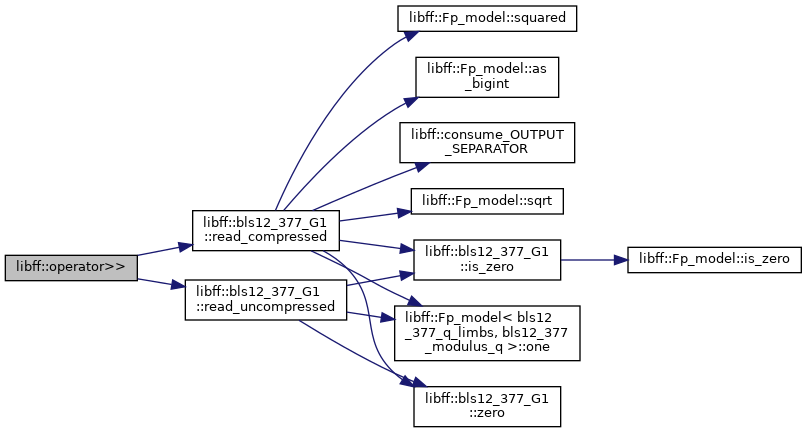 libff::operator>>
libff::bls12_377_G1
::read_compressed
libff::bls12_377_G1
::read_uncompressed
libff::Fp_model::squared
libff::Fp_model::as
_bigint
libff::consume_OUTPUT
_SEPARATOR
libff::Fp_model::sqrt
libff::bls12_377_G1
::is_zero
libff::Fp_model::is_zero
libff::Fp_model< bls12
_377_q_limbs, bls12_377
_modulus_q >::one
libff::bls12_377_G1
::zero